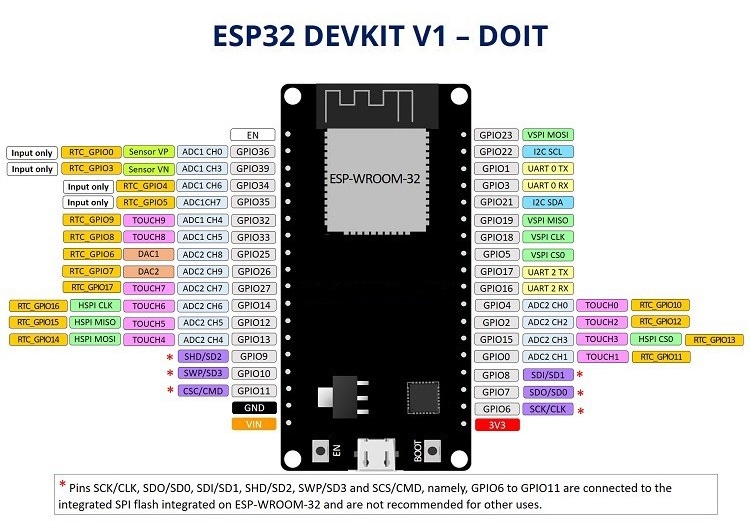 ESP32 DEVKIT V1 – DOIT
EN
GPIO23 VSPI MOSI
Input only RTC_GPIO0 Sensor VP ADC1 CH0 GPIO36
GPIO22 I2C SCL
Input only RTC_GPIO3 Sensor VN ADC1 CH3 GPIO39
GPIO1 UART 0 TX
Input only RTC_GPIO4 ADC1 CH6 GPIO34
GPIO3 UART 0 RX
Input only RTC_GPIO5 ADC1CH7 GPIO35
GPIO21 I2C SDA
RTC_GPIO9 TOUCH9 ADC1 CH4 GPIO32
GPIO19 VSPI MISO
RTC_GPIO8 TOUCH8 ADC1 CH5 GPIO33
GPIO18 VSPI CLK
RTC_GPIO6 DAC1 ADC2 CH8 GPIO25
GPIO5 VSPI CS0
RTC_GPIO7 DAC2 ADC2 CH9 GPIO26
GPIO17 UART 2 TX
RTC_GPIO17 TOUCH7 ADC2 CH7 GPIO27
GPIO16 UART 2 RX
RTC_GPIO16 HSPI CLK TOUCH6 ADC2 CH6 GPIO14
GPIO4 ADC2 CH0 TOUCH0 RTC_GPIO10
RTC_GPIO15 HSPI MISO TOUCH5 ADC2 CH5 GPIO12
GPIO2 ADC2 CH2 TOUCH2 RTC_GPIO12
RTC_GPIO14 HSPI MOSI TOUCH4 ADC2 CH4 GPIO13
GPIO15 ADC2 CH3 TOUCH3 HSPI CS0 RTC_GPIO13
* SHD/SD2 GPIO9
GPIO0 ADC2 CH1 TOUCH1 RTC_GPIO11
* SWP/SD3 GPIO10
GPIO8 SDI/SD1 *
* CSC/CMD GPIO11
GPIO7 SDO/SD0 *
GND
GPIO6 SCK/CLK *
VIN
3V3
ESP-WROOM-32
EN
BOOT
* Pins SCK/CLK, SDO/SD0, SDI/SD1, SHD/SD2, SWP/SD3 and SCS/CMD, namely, GPIO6 to GPIO11 are connected to the
integrated SPI flash integrated on ESP-WROOM-32 and are not recommended for other uses.